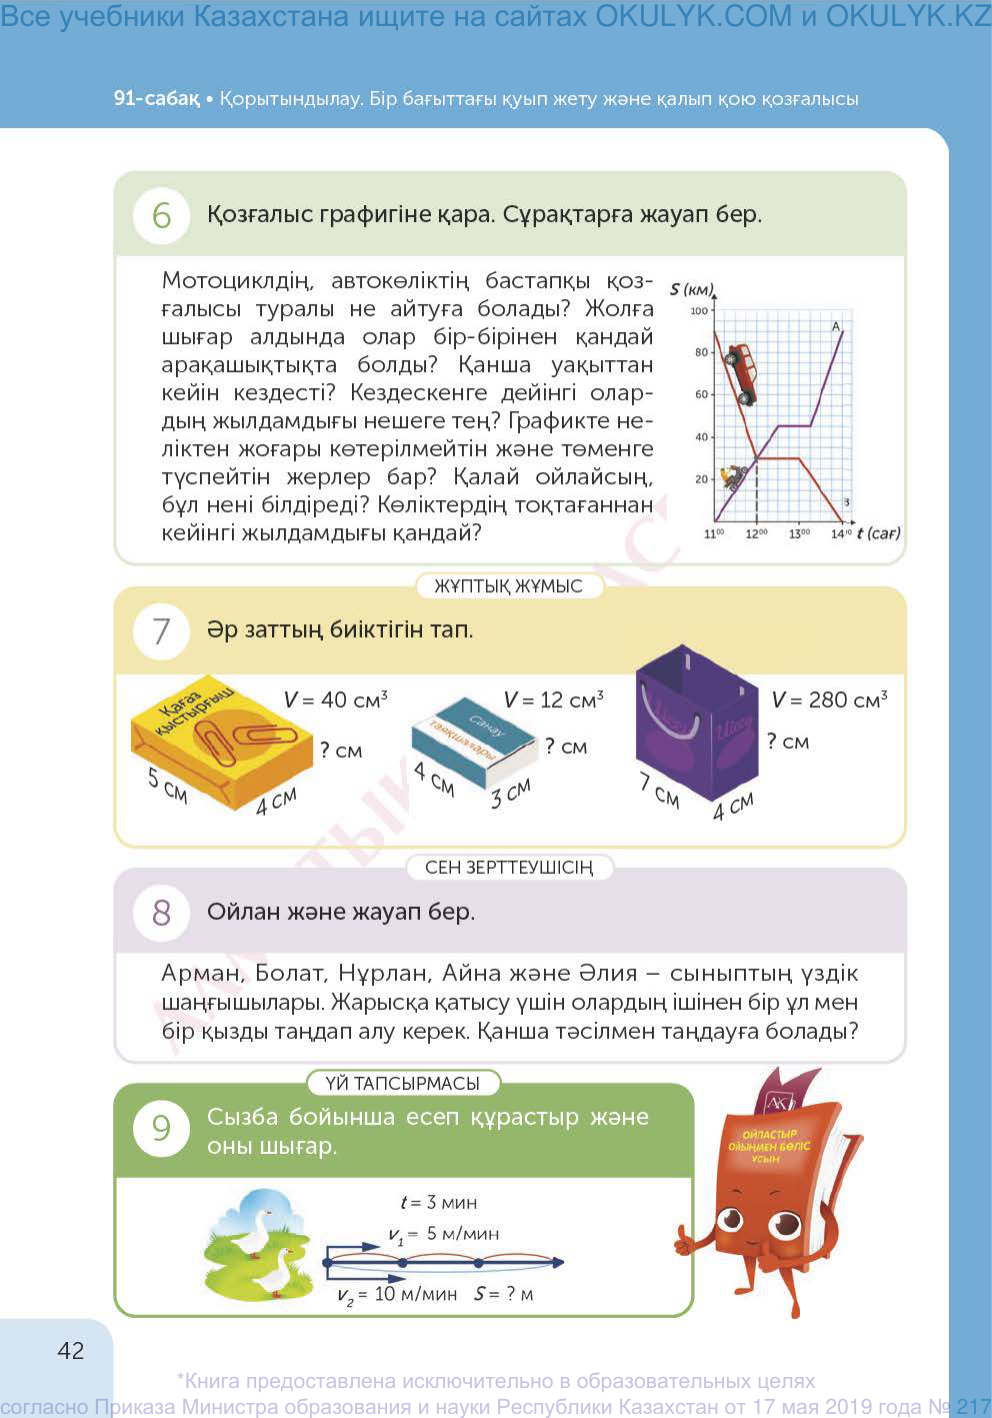 Все учебники Казахстана ищите на сайтах OKULYK.COM и OKULYK.KZ
91-сабақ • Қорытындылау. Бір бағыттағы қуып жету және қалып қою қозғалысы
6 Қозғалыс графигіне қара. Сұрақтарға жауап бер.
Мотоциклдің, автокөліктің бастапқы қоз-
ғалысы туралы не айтуға болады? Жолға
шығар алдында олар бір-бірінен қандай
арақашықтықта болды? Қанша уақыттан
кейін кездесті? Кездескенге дейінгі олар-
дың жылдамдығы нешеге тең? Графикте не-
ліктен жоғары көтерілмейтін және төменге
түспейтін жерлер бар? Қалай ойлайсың,
бұл нені білдіреді? Көліктердің тоқтағаннан
кейінгі жылдамдығы қандай?
S (км)
100
A
80
60
40
20
11⁰⁰ 12⁰⁰ 13⁰⁰ 14¹⁰ t (сағ)
ЖҰПТЫҚ ЖҰМЫС
7 Әр заттың биіктігін тап.
Қағаз
қыстырғыш
V = 40 см³
? см
5 см
4 см
Санау
таяқшалары
V = 12 см³
? см
4 см
3 см
V = 280 см³
? см
7 см
4 см
СЕН ЗЕРТТЕУШІСІҢ
8 Ойлан және жауап бер.
Арман, Болат, Нұрлан, Айна және Әлия – сыныптың үздік
шаңғышылары. Жарысқа қатысу үшін олардың ішінен бір ұл мен
бір қызды таңдап алу керек. Қанша тәсілмен таңдауға болады?
ҮЙ ТАПСЫРМАСЫ
9 Сызба бойынша есеп құрастыр және
оны шығар.
t = 3 мин
v₁ = 5 м/мин
v₂ = 10 м/мин S = ? м
АК
ОЙЛАСТЫР
ОЙЫҢМЕН БӨЛІС
ҰСЫН
42
*Книга предоставлена исключительно в образовательных целях
согласно Приказа Министра образования и науки Республики Казахстан от 17 мая 2019 года № 217